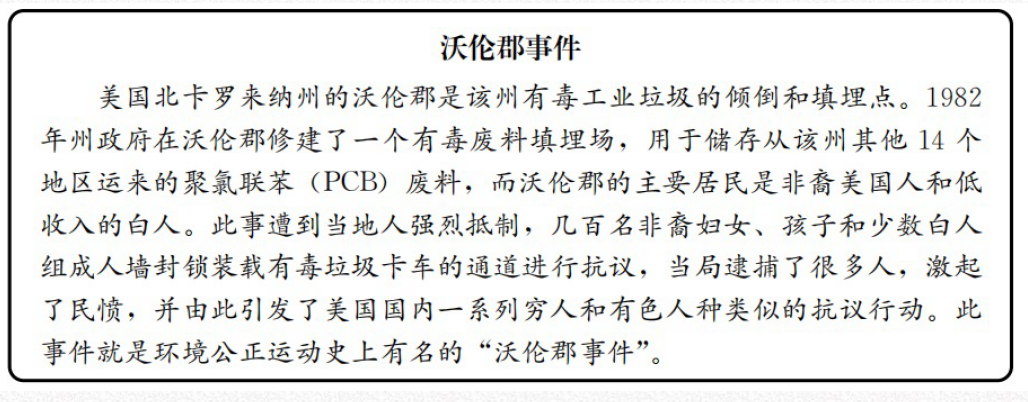 沃伦郡事件
美国北卡罗来纳州的沃伦郡是该州有毒工业垃圾的倾倒和填埋点。1982
年州政府在沃伦郡修建了一个有毒废料填埋场，用于储存从该州其他 14 个
地区运来的聚氯联苯（PCB）废料，而沃伦郡的主要居民是非裔美国人和低
收入的白人。此事遭到当地人强烈抵制，几百名非裔妇女、孩子和少数白人
组成人墙封锁装载有毒垃圾卡车的通道进行抗议，当局逮捕了很多人，激起
了民愤，并由此引发了美国国内一系列穷人和有色人种类似的抗议行动。此
事件就是环境公正运动史上有名的“沃伦郡事件”。